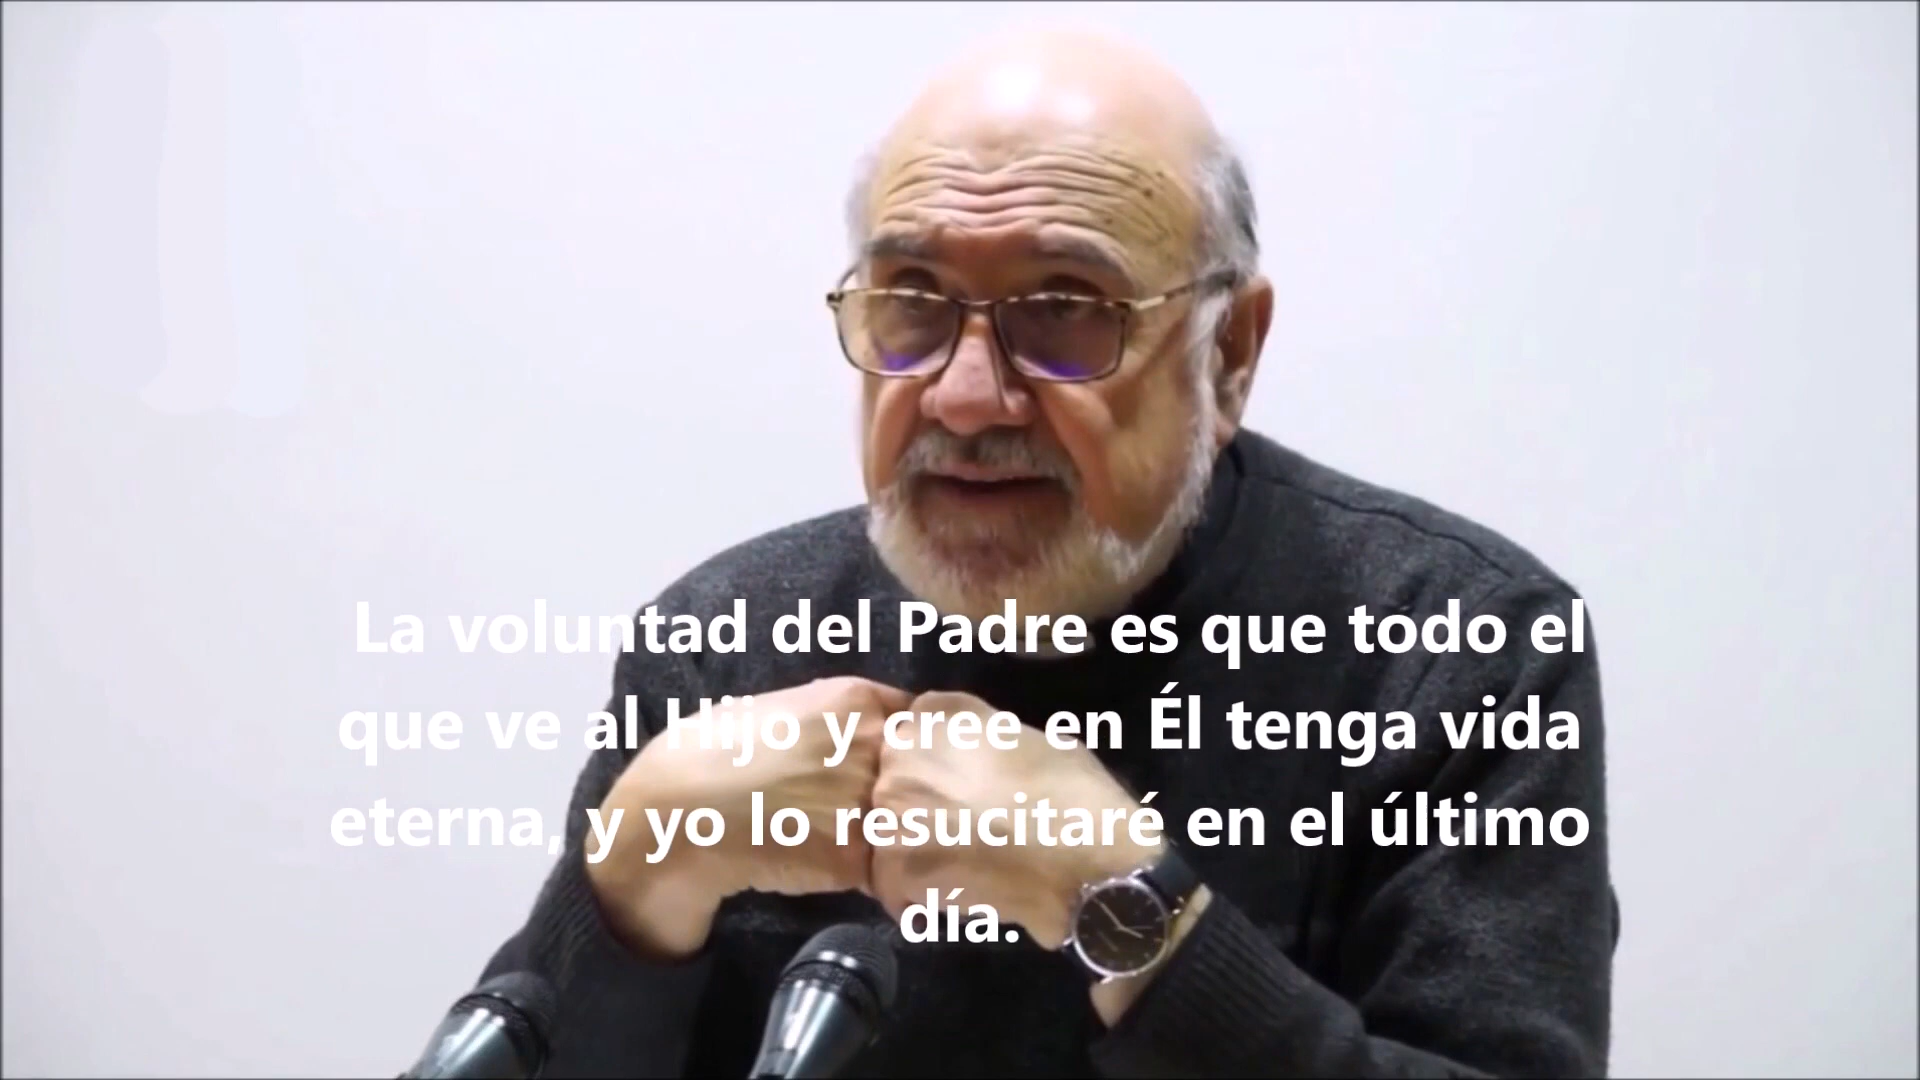 La voluntad del Padre es que todo el
que ve al Hijo y cree en Él tenga vida
eterna, y yo lo resucitaré en el último
día.